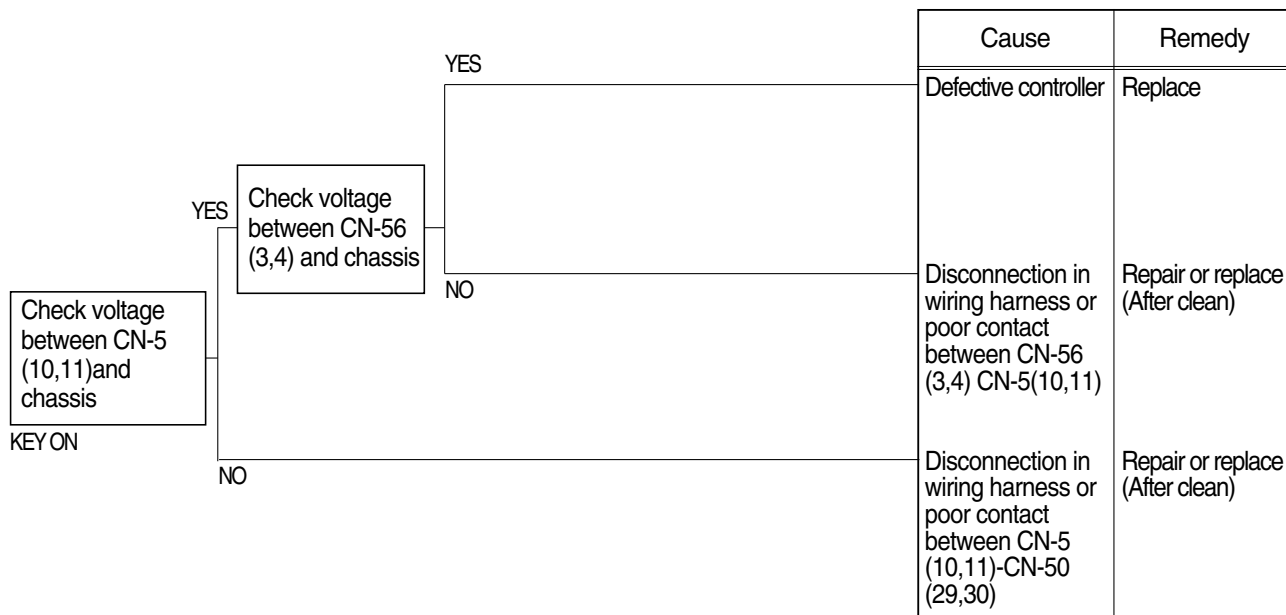 Cause
Remedy
YES
Defective controller
Replace
YES
Check voltage
between CN-56
(3,4) and chassis
NO
Disconnection in
wiring harness or
poor contact
between CN-56
(3,4) CN-5(10,11)
Repair or replace
(After clean)
Check voltage
between CN-5
(10,11)and
chassis
KEY ON
NO
Disconnection in
wiring harness or
poor contact
between CN-5
(10,11)-CN-50
(29,30)
Repair or replace
(After clean)